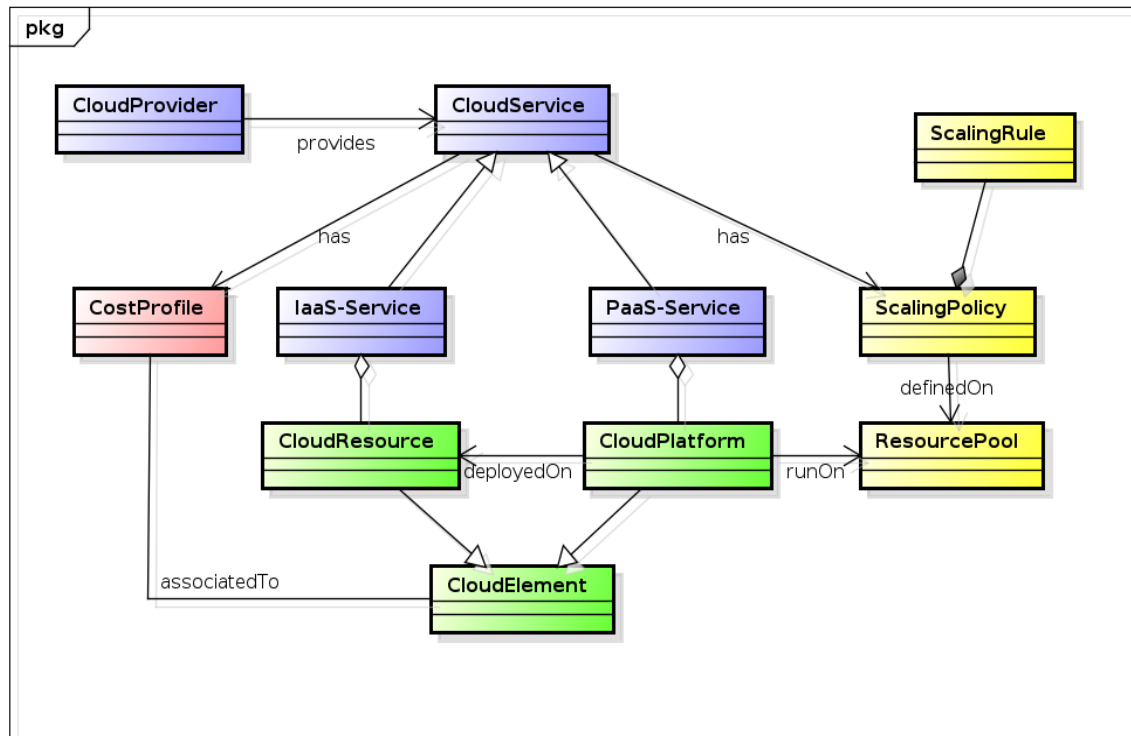 pkg
CloudProvider
CloudService
provides
ScalingRule
has
has
CostProfile
IaaS-Service
PaaS-Service
ScalingPolicy
definedOn
CloudResource
CloudPlatform
ResourcePool
deployedOn
runOn
associatedTo
CloudElement